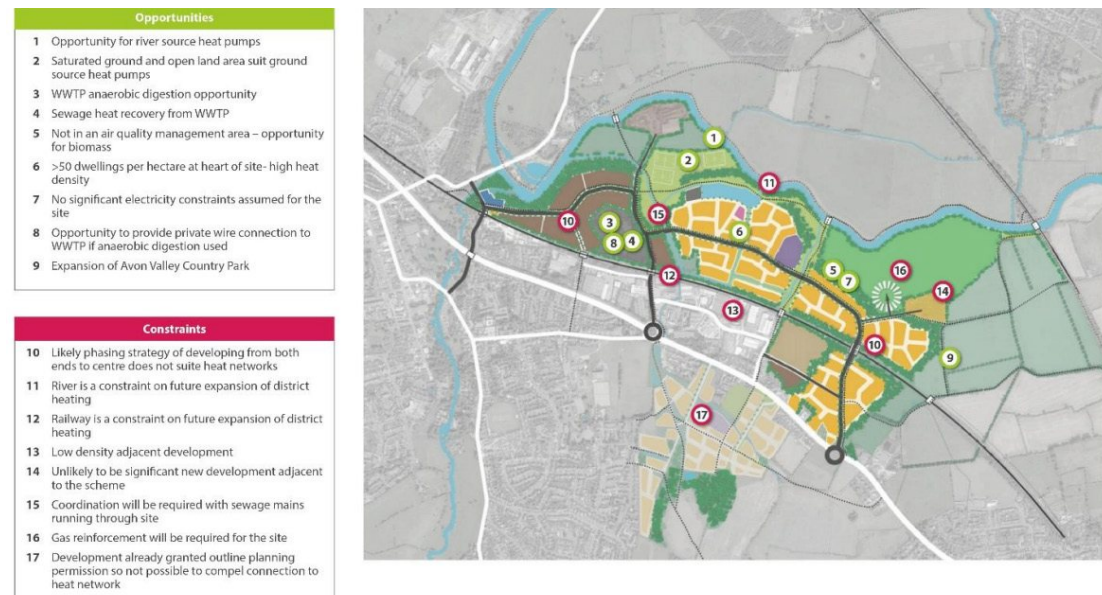 Opportunities
1 Opportunity for river source heat pumps
2 Saturated ground and open land area suit ground
source heat pumps
3 WWTP anaerobic digestion opportunity
4 Sewage heat recovery from WWTP
5 Not in an air quality management area – opportunity
for biomass
6 >50 dwellings per hectare at heart of site- high heat
density
7 No significant electricity constraints assumed for the
site
8 Opportunity to provide private wire connection to
WWTP if anaerobic digestion used
9 Expansion of Avon Valley Country Park
Constraints
10 Likely phasing strategy of developing from both
ends to centre does not suite heat networks
11 River is a constraint on future expansion of district
heating
12 Railway is a constraint on future expansion of district
heating
13 Low density adjacent development
14 Unlikely to be significant new development adjacent
to the scheme
15 Coordination will be required with sewage mains
running through site
16 Gas reinforcement will be required for the site
17 Development already granted outline planning
permission so not possible to compel connection to
heat network
1
2
11
15
10
3
6
8
4
5
16
12
7
14
13
10
9
17